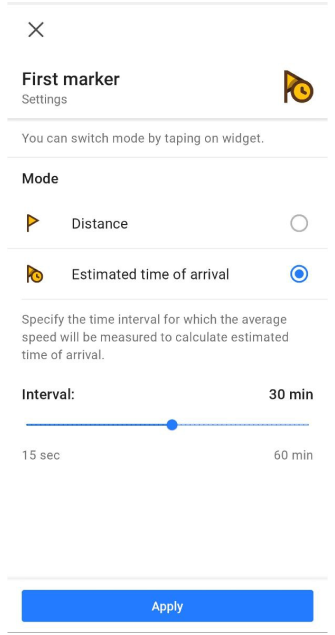 First marker
Settings
You can switch mode by taping on widget.
Mode
Distance
Estimated time of arrival
Specify the time interval for which the average
speed will be measured to calculate estimated
time of arrival.
Interval: 30 min
15 sec 60 min
Apply